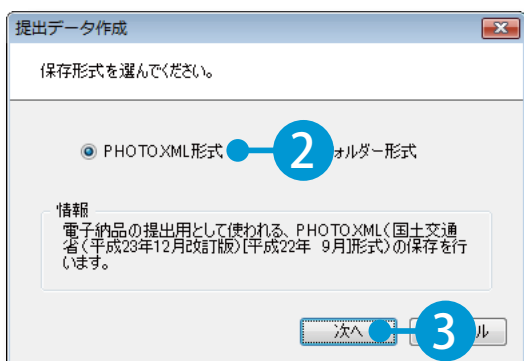 提出データ作成
保存形式を選んでください。
PHOTOXML形式 2 ォルダー形式
情報
電子納品の提出用として使われる、PHOTOXML(国土交通
省(平成23年12月改訂版)[平成22年 9月]形式)の保存を行
います。
次へ 3 ル